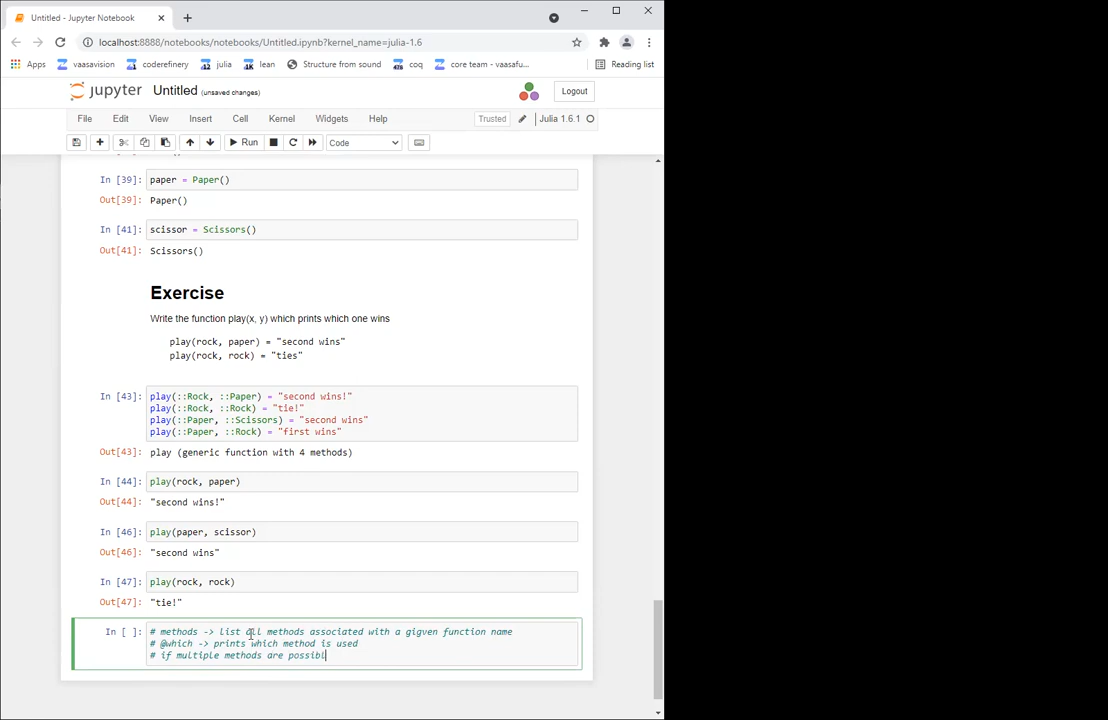 Untitled - Jupyter Notebook
localhost:8888/notebooks/notebooks/Untitled.ipynb?kernel_name=julia-1.6
Apps vaasavision coderefinery julia lean Structure from sound coq core team - vaasafu... Reading list
jupyter Untitled (unsaved changes) Logout
File Edit View Insert Cell Kernel Widgets Help Trusted Julia 1.6.1
Run Code
In [39]: paper = Paper()
Out[39]: Paper()
In [41]: scissor = Scissors()
Out[41]: Scissors()
Exercise
Write the function play(x, y) which prints which one wins
play(rock, paper) = "second wins"
play(rock, rock) = "ties"
In [43]: play(::Rock, ::Paper) = "second wins!"
play(::Rock, ::Rock) = "tie!"
play(::Paper, ::Scissors) = "second wins"
play(::Paper, ::Rock) = "first wins"
Out[43]: play (generic function with 4 methods)
In [44]: play(rock, paper)
Out[44]: "second wins!"
In [46]: play(paper, scissor)
Out[46]: "second wins"
In [47]: play(rock, rock)
Out[47]: "tie!"
In [ ]: # methods -> list all methods associated with a gigven function name
# @which -> prints which method is used
# if multiple methods are possibl